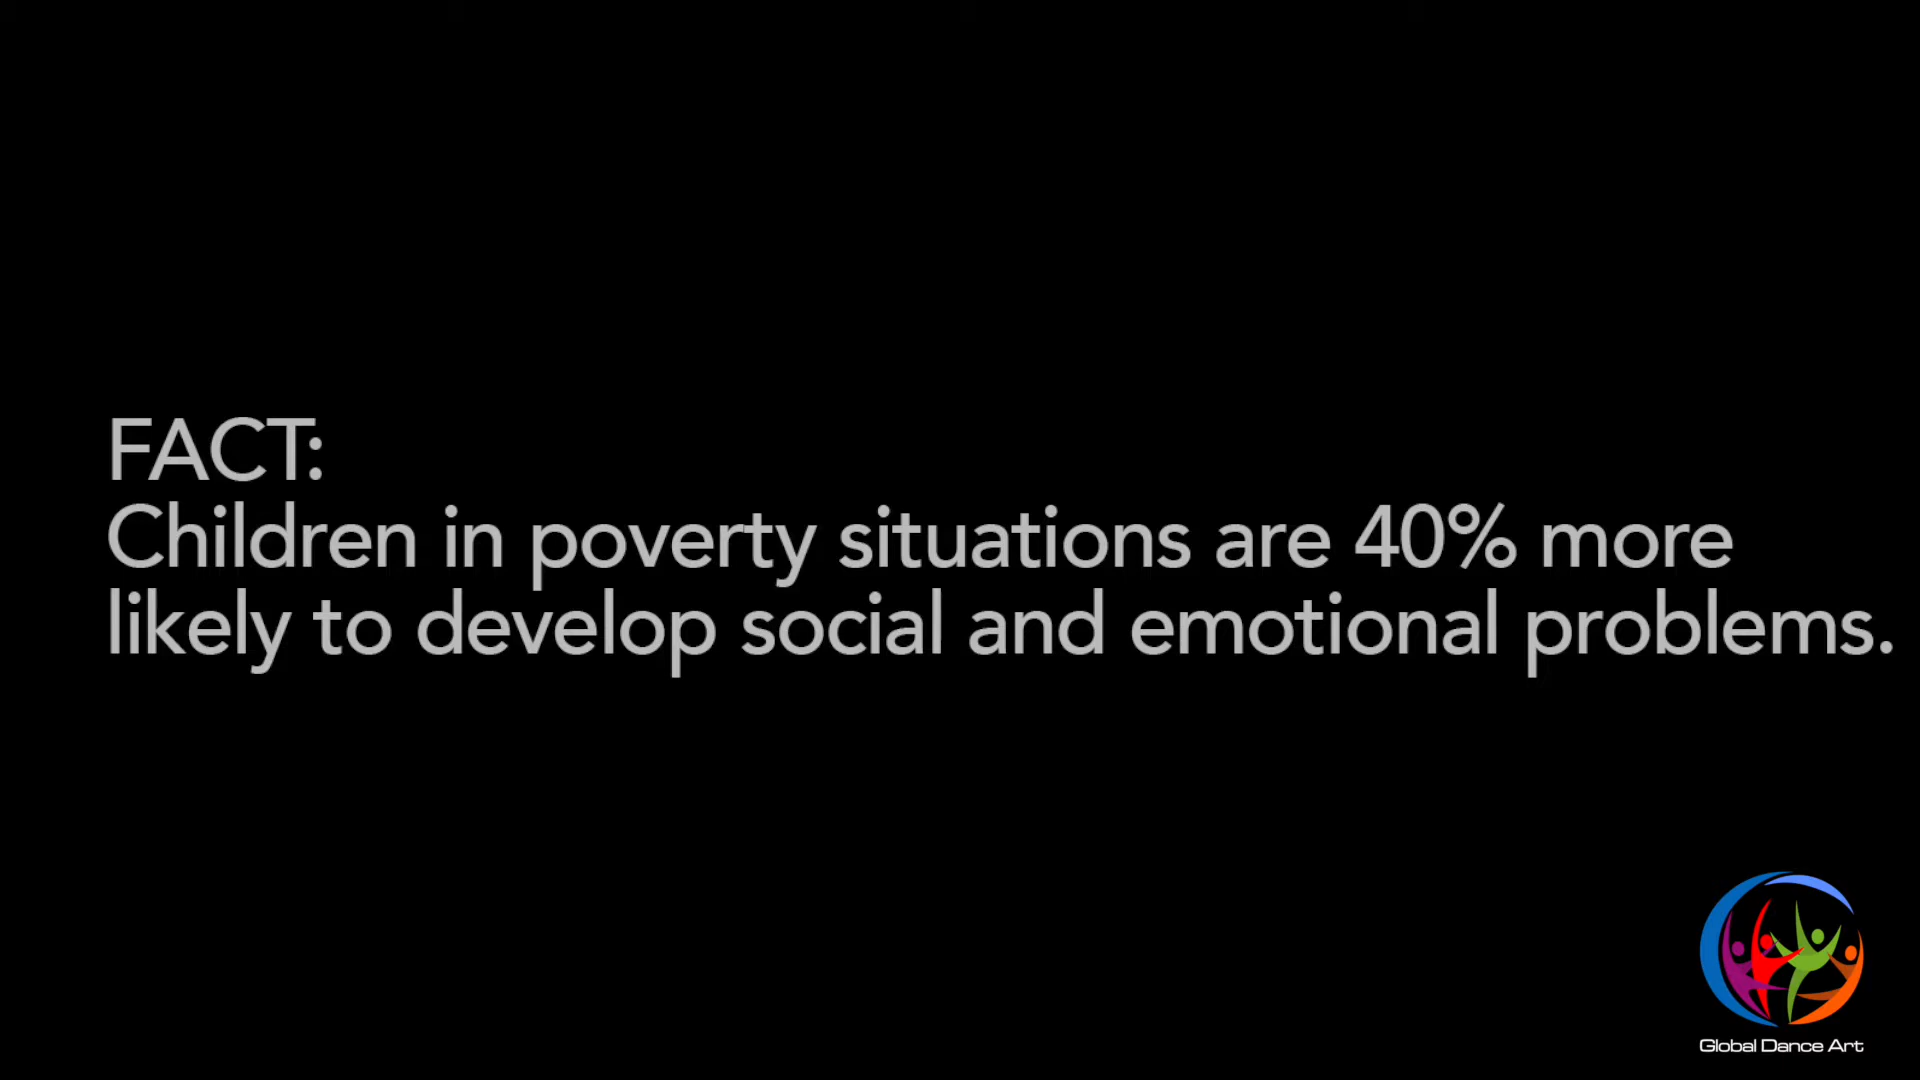 FACT:
Children in poverty situations are 40% more
likely to develop social and emotional problems.
Global Dance Art